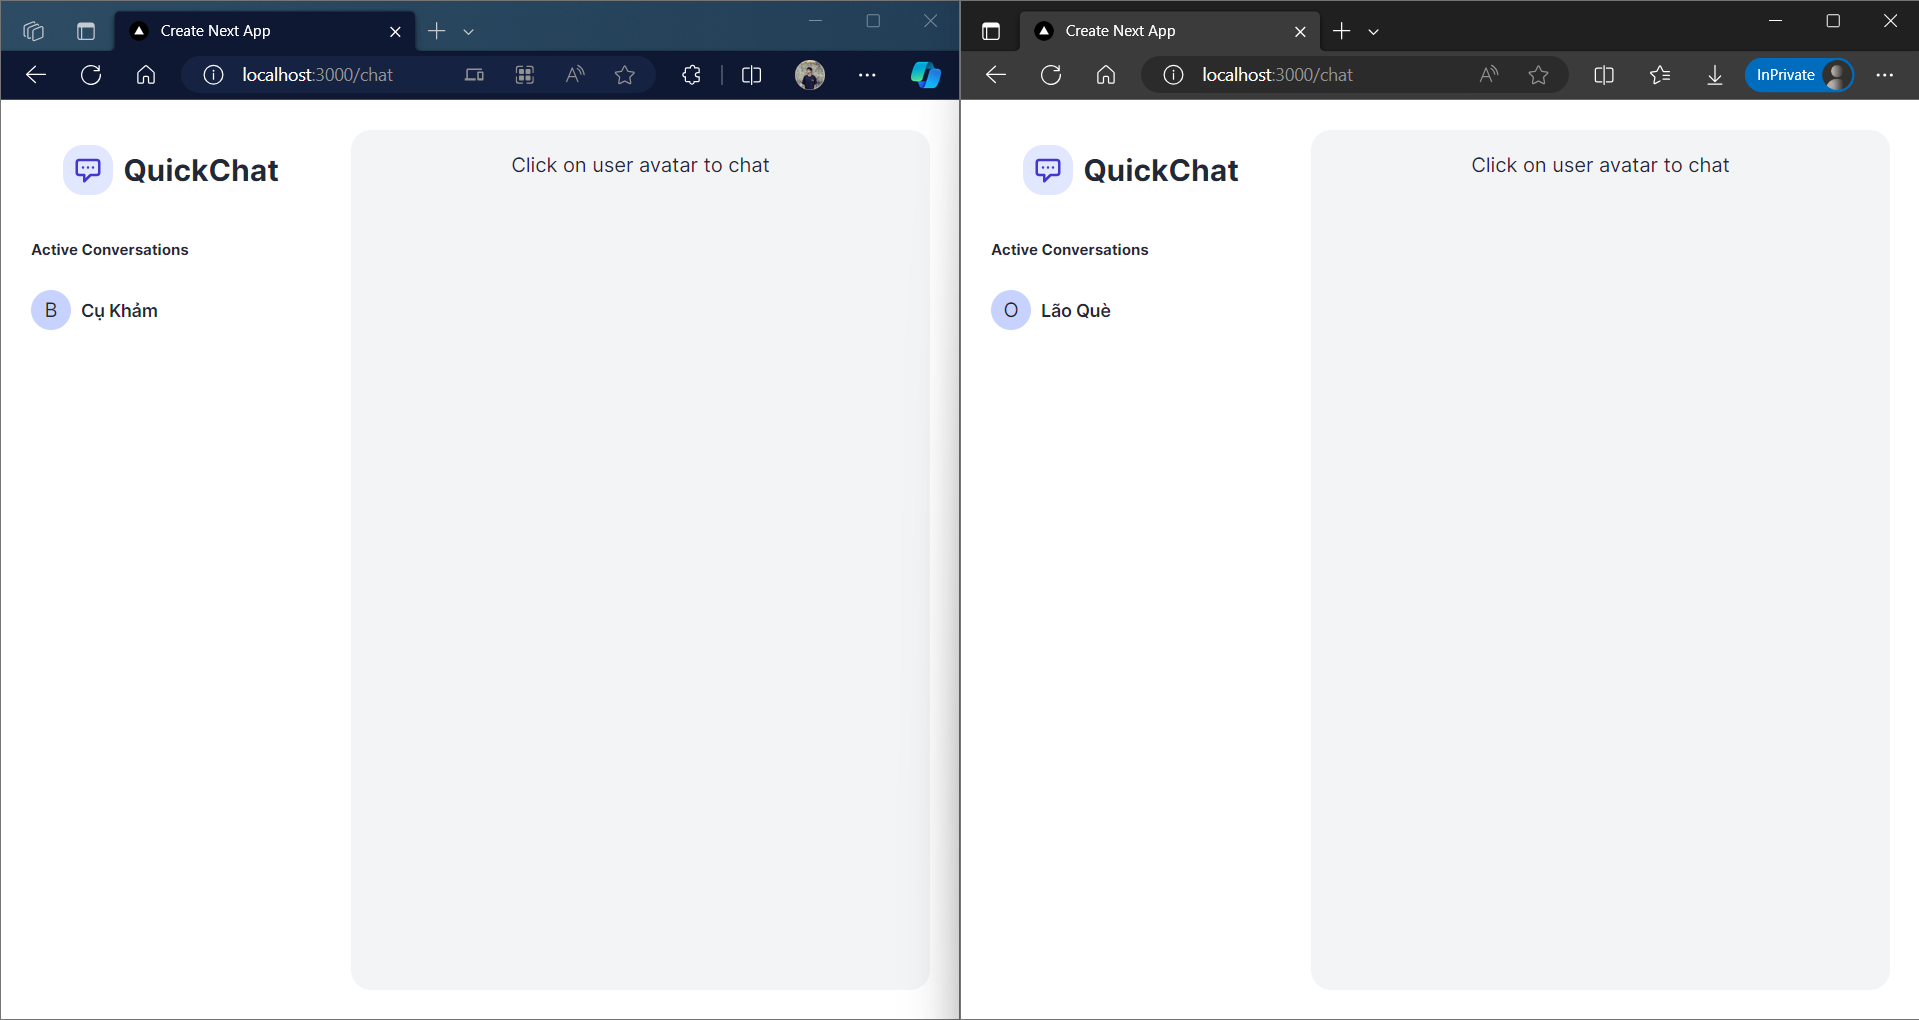 Create Next App
localhost:3000/chat
QuickChat
Click on user avatar to chat
Active Conversations
B Cụ Khảm
Create Next App
localhost:3000/chat
InPrivate
QuickChat
Click on user avatar to chat
Active Conversations
O Lão Què